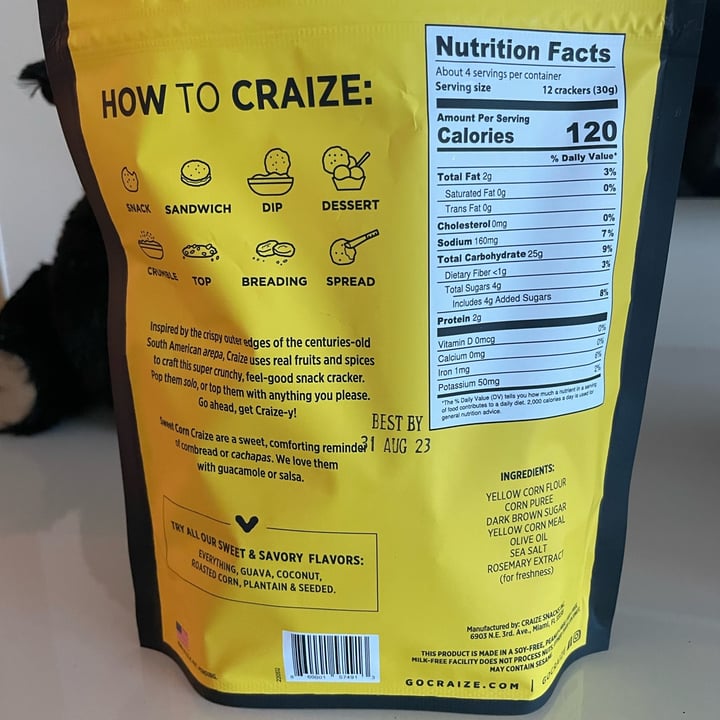 HOW TO CRAIZE:
SNACK
SANDWICH
DIP
DESSERT
CRUMBLE
TOP
BREADING
SPREAD
Inspired by the crispy outer edges of the centuries-old
South American arepa, Craize uses real fruits and spices
to craft this super crunchy, feel-good snack cracker.
Pop them solo, or top them with anything you please.
Go ahead, get Craize-y!
Sweet Corn Craize are a sweet, comforting reminder
of cornbread or cachapas. We love them
with guacamole or salsa.
BEST BY
31 AUG 23
TRY ALL OUR SWEET & SAVORY FLAVORS:
EVERYTHING, GUAVA, COCONUT,
ROASTED CORN, PLANTAIN & SEEDED.
Nutrition Facts
About 4 servings per container
Serving size 12 crackers (30g)
Amount Per Serving
Calories 120
% Daily Value*
Total Fat 2g 3%
Saturated Fat 0g 0%
Trans Fat 0g
Cholesterol 0mg 0%
Sodium 160mg 7%
Total Carbohydrate 25g 9%
Dietary Fiber <1g 3%
Total Sugars 4g
Includes 4g Added Sugars 8%
Protein 2g
Vitamin D 0mcg 0%
Calcium 0mg 0%
Iron 1mg 6%
Potassium 50mg 2%
*The % Daily Value (DV) tells you how much a nutrient in a serving
of food contributes to a daily diet. 2,000 calories a day is used for
general nutrition advice.
INGREDIENTS:
YELLOW CORN FLOUR
CORN PUREE
DARK BROWN SUGAR
YELLOW CORN MEAL
OLIVE OIL
SEA SALT
ROSEMARY EXTRACT
(for freshness)
Manufactured by: CRAIZE
6903 N.E. 3rd. Ave., Miami, FL
THIS PRODUCT IS MADE IN A SOY-FREE,
MILK-FREE FACILITY DOES NOT PROCESS
MAY CONTAIN
GOCRAIZE.COM |